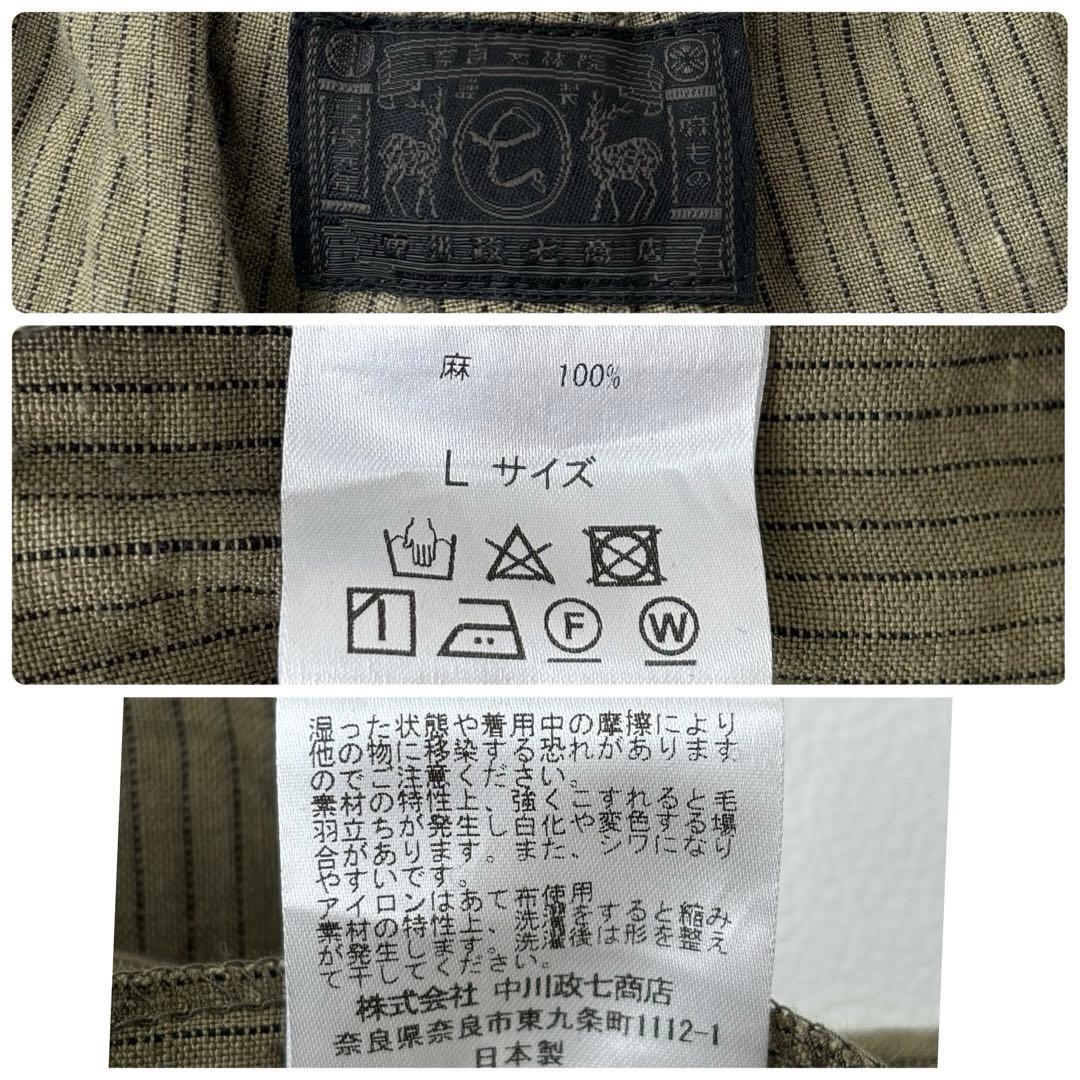 謹製
麻もの
七
中川政七商店
麻 100%
L サイズ
F
W
湿った状態や着用中の摩擦により
他の物に移染する恐れがあります
のでご注意ください。
素材の特性上、強くこすれると毛
羽立ちが発生し、白化や変色する場
合があります。また、シワになり
やすいです。
アイロンは、あて布使用
素材の特性上、洗濯をすると縮み
が発生します。洗濯後は形を整え
て干してください。
株式会社 中川政七商店
奈良県奈良市東九条町1112-1
日本製